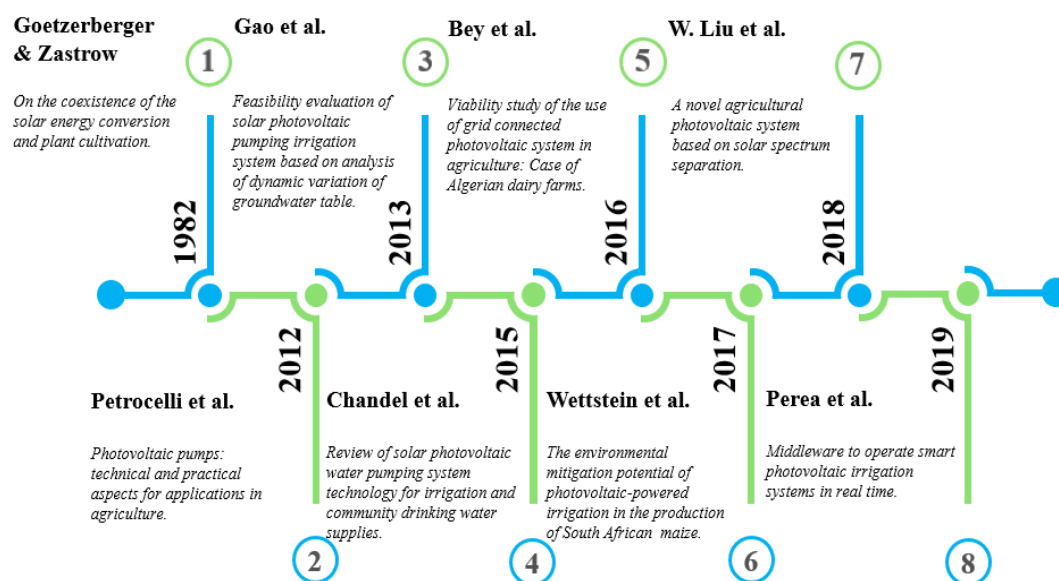 Goetzerberger
& Zastrow
1
On the coexistence of the
solar energy conversion
and plant cultivation.
1982
Petrocelli et al.
Photovoltaic pumps:
technical and practical
aspects for applications in
agriculture.
2012
2
Gao et al.
3
Feasibility evaluation of
solar photovoltaic
pumping irrigation
system based on analysis
of dynamic variation of
groundwater table.
2013
Chandel et al.
Review of solar photovoltaic
water pumping system
technology for irrigation and
community drinking water
supplies.
2015
4
Bey et al.
5
Viability study of the use
of grid connected
photovoltaic system in
agriculture: Case of
Algerian dairy farms.
2016
Wettstein et al.
The environmental
mitigation potential of
photovoltaic-powered
irrigation in the production
of South African maize.
2017
6
W. Liu et al.
7
A novel agricultural
photovoltaic system
based on solar spectrum
separation.
2018
Perea et al.
Middleware to operate smart
photovoltaic irrigation
systems in real time.
2019
8